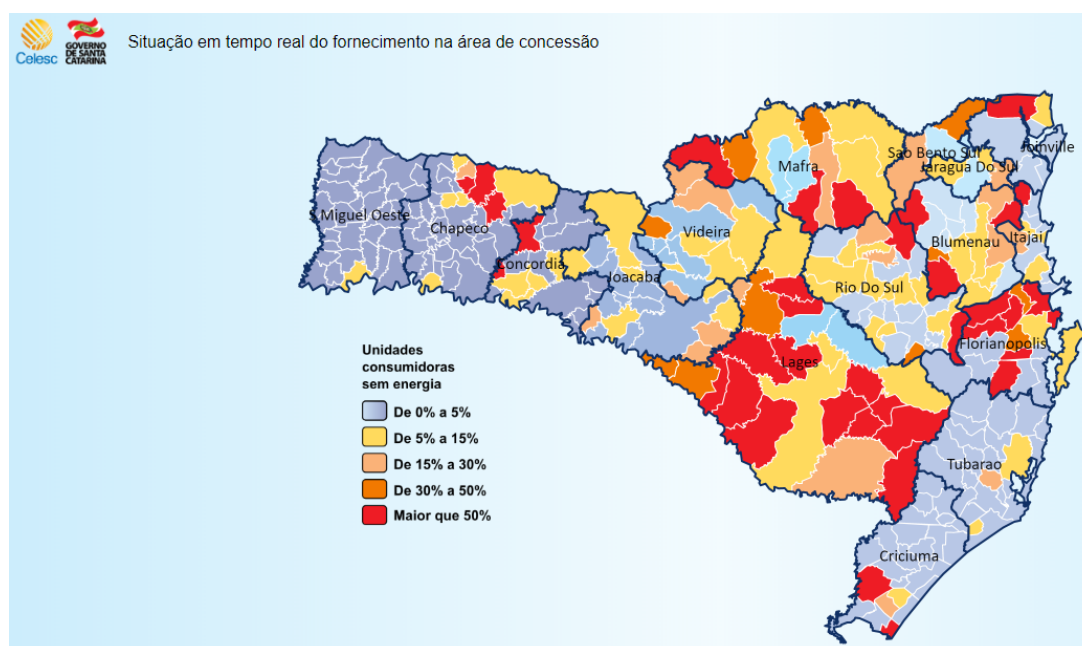 Celesc
GOVERNO
DE SANTA
CATARINA
Situação em tempo real do fornecimento na área de concessão
Sao Bento Sul
Joinville
Mafra
Jaragua Do Sul
S Miguel Oeste
Chapeco
Videira
Blumenau
Itajai
Concordia
Joacaba
Rio Do Sul
Florianopolis
Lages
Unidades
consumidoras
sem energia
De 0% a 5%
De 5% a 15%
De 15% a 30%
De 30% a 50%
Maior que 50%
Tubarao
Criciuma